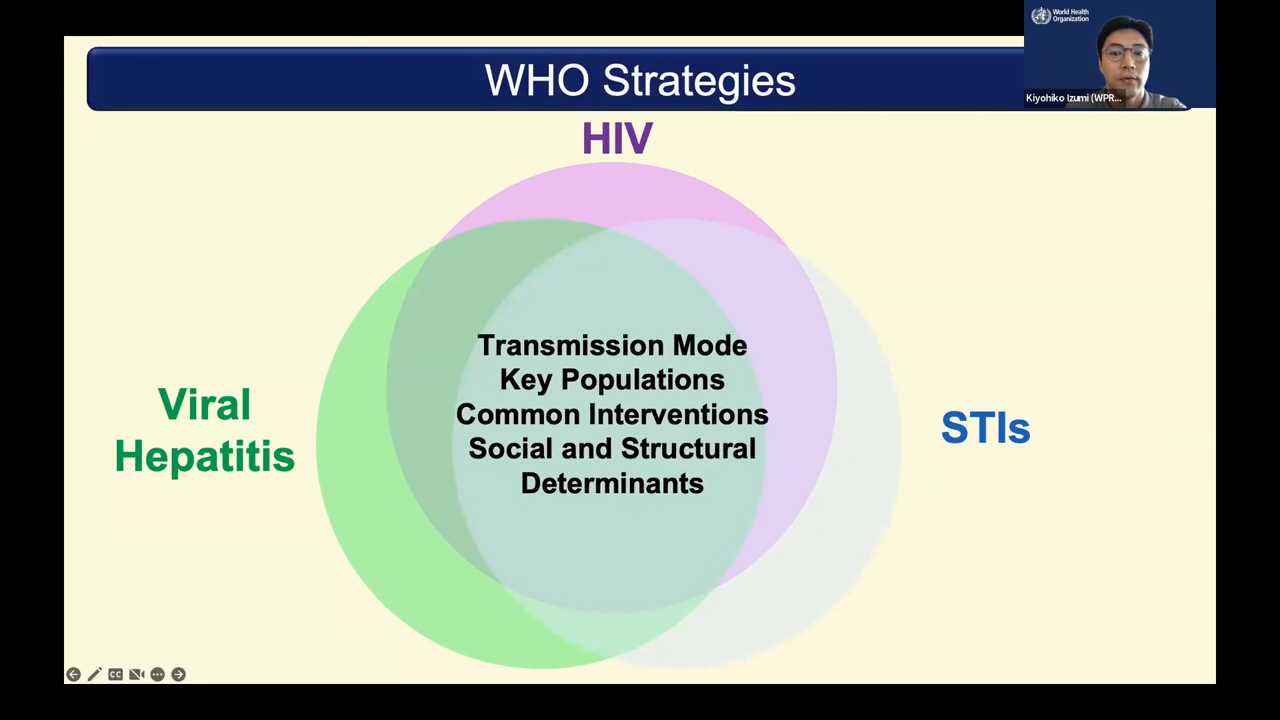 WHO Strategies
World Health
Organization
Kiyohiko Izumi (WPR...
HIV
Transmission Mode
Key Populations
Common Interventions
Social and Structural
Determinants
Viral
Hepatitis
STIs
CC